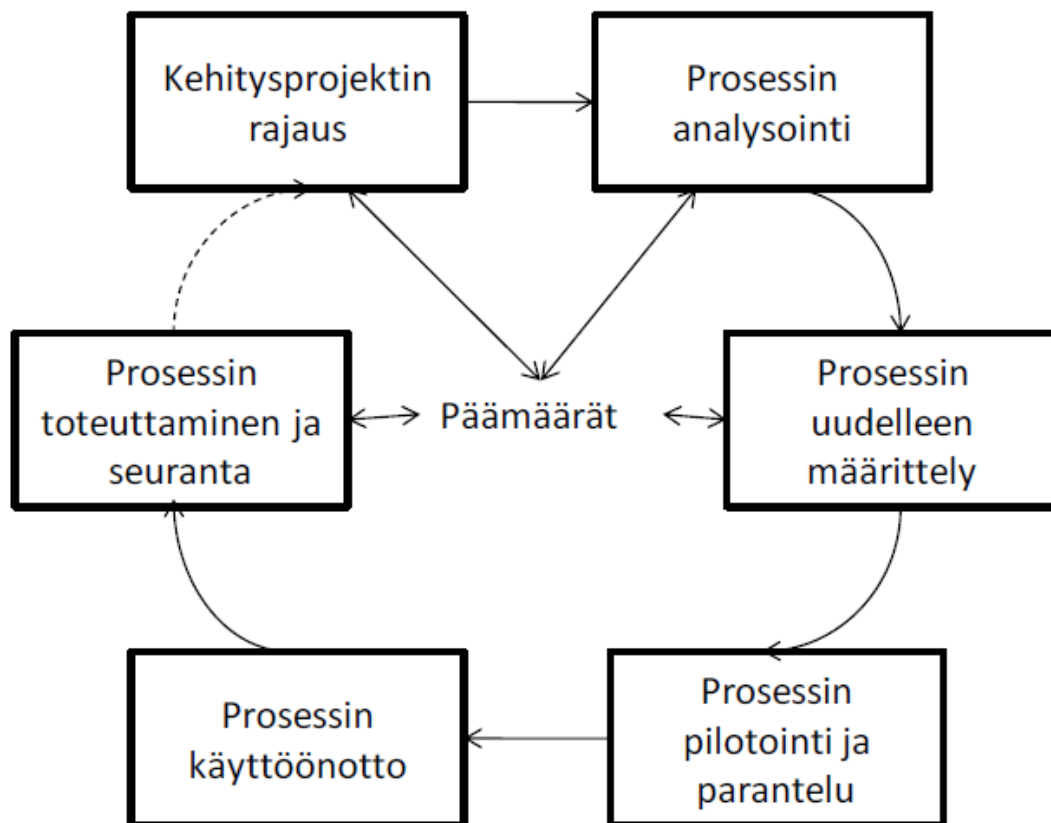 Kehitysprojektin
rajaus
Prosessin
analysointi
Prosessin
toteuttaminen ja
seuranta
Päämäärät
Prosessin
uudelleen
määrittely
Prosessin
käyttöönotto
Prosessin
pilotointi ja
parantelu